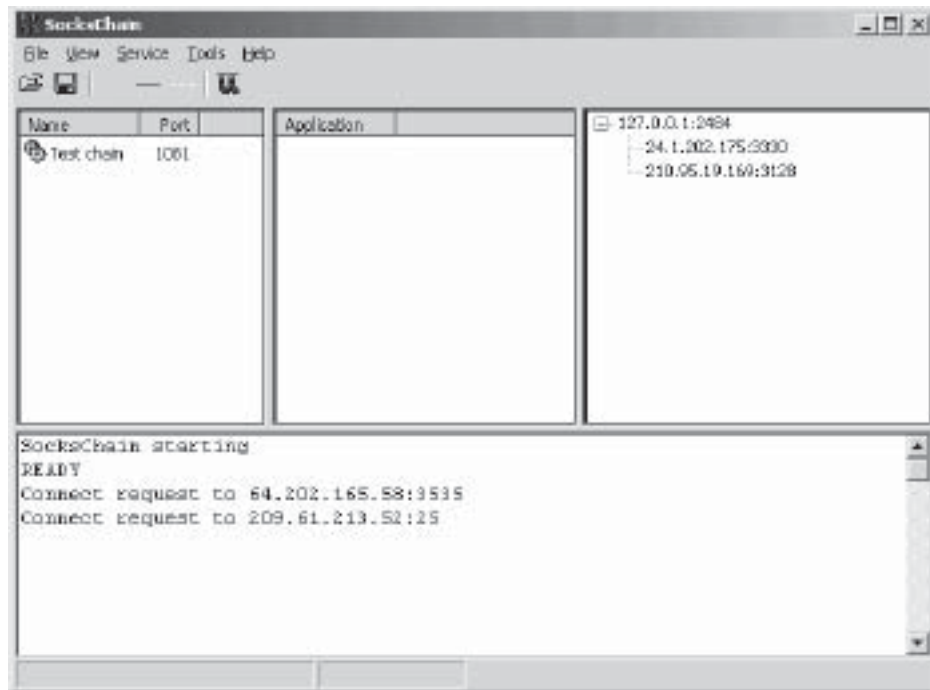 SocksChain
File View Service Tools Help
Name Port Application
Test chain 1081
127.0.0.1:2484
24.1.202.175:3330
210.95.19.169:3128
SocksChain starting
READY
Connect request to 64.202.165.58:3535
Connect request to 209.61.213.52:25